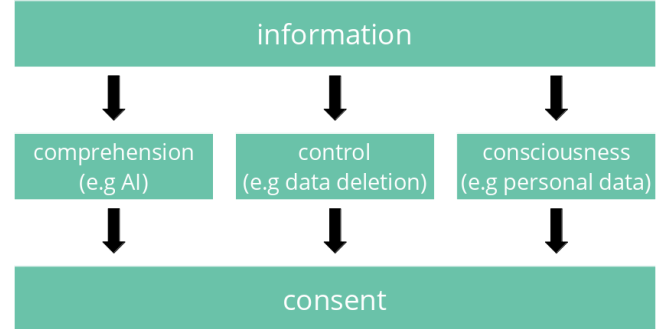 information
comprehension
(e.g AI)
control
(e.g data deletion)
consciousness
(e.g personal data)
consent